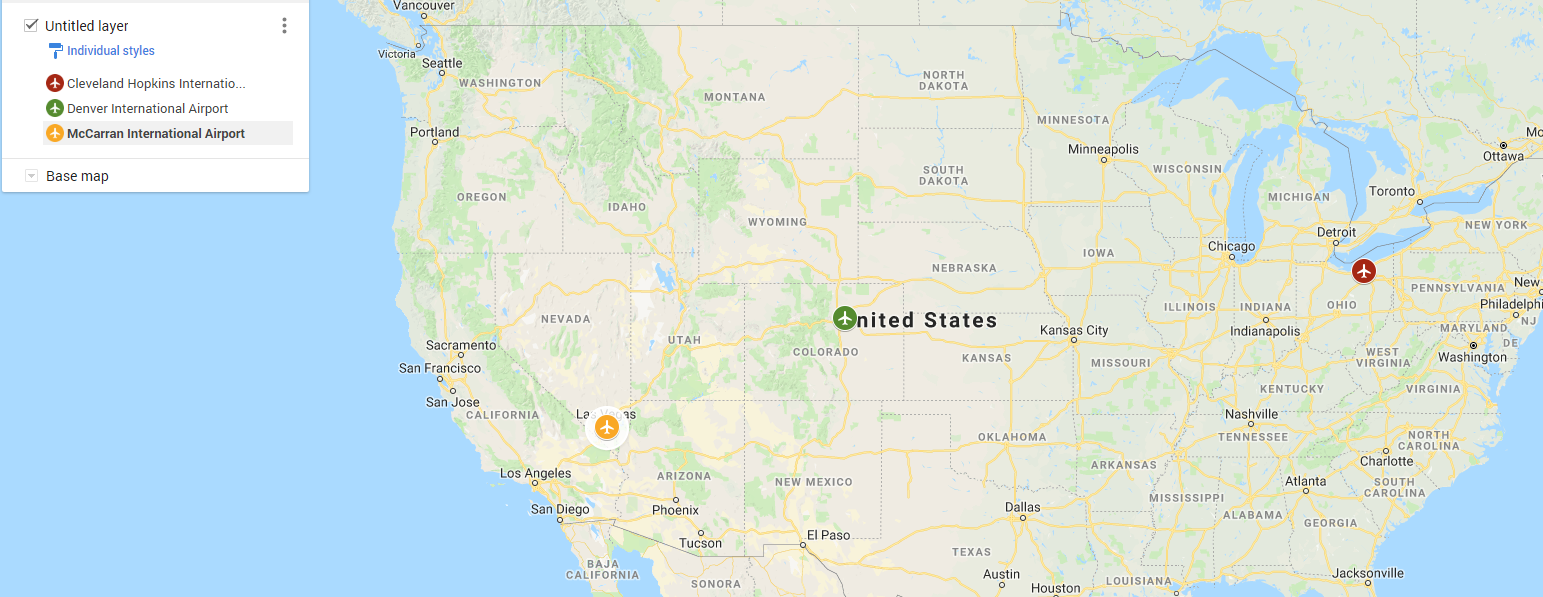 Untitled layer
Individual styles
Cleveland Hopkins Internatio...
Denver International Airport
McCarran International Airport
Base map
Vancouver
Victoria
Seattle
WASHINGTON
MONTANA
NORTH
DAKOTA
MINNESOTA
Portland
Minneapolis
Mo
Ottawa
OREGON
IDAHO
SOUTH
DAKOTA
WISCONSIN
MICHIGAN
Toronto
WYOMING
NEW YORK
Detroit
Chicago
IOWA
NEBRASKA
NEVADA
UTAH
nited States
ILLINOIS
INDIANA
OHIO
PENNSYLVANIA
New
Philadelphi
NJ
Sacramento
San Francisco
San Jose
CALIFORNIA
COLORADO
KANSAS
Kansas City
MISSOURI
Indianapolis
MARYLAND
DE
WEST
VIRGINIA
Washington
KENTUCKY
VIRGINIA
Las Vegas
Los Angeles
San Diego
ARIZONA
Phoenix
Tucson
NEW MEXICO
El Paso
OKLAHOMA
ARKANSAS
Nashville
TENNESSEE
NORTH
CAROLINA
Charlotte
Atlanta
SOUTH
CAROLINA
MISSISSIPPI
ALABAMA
GEORGIA
Dallas
TEXAS
Austin
Houston
LOUISIANA
Jacksonville
BAJA
CALIFORNIA
SONORA